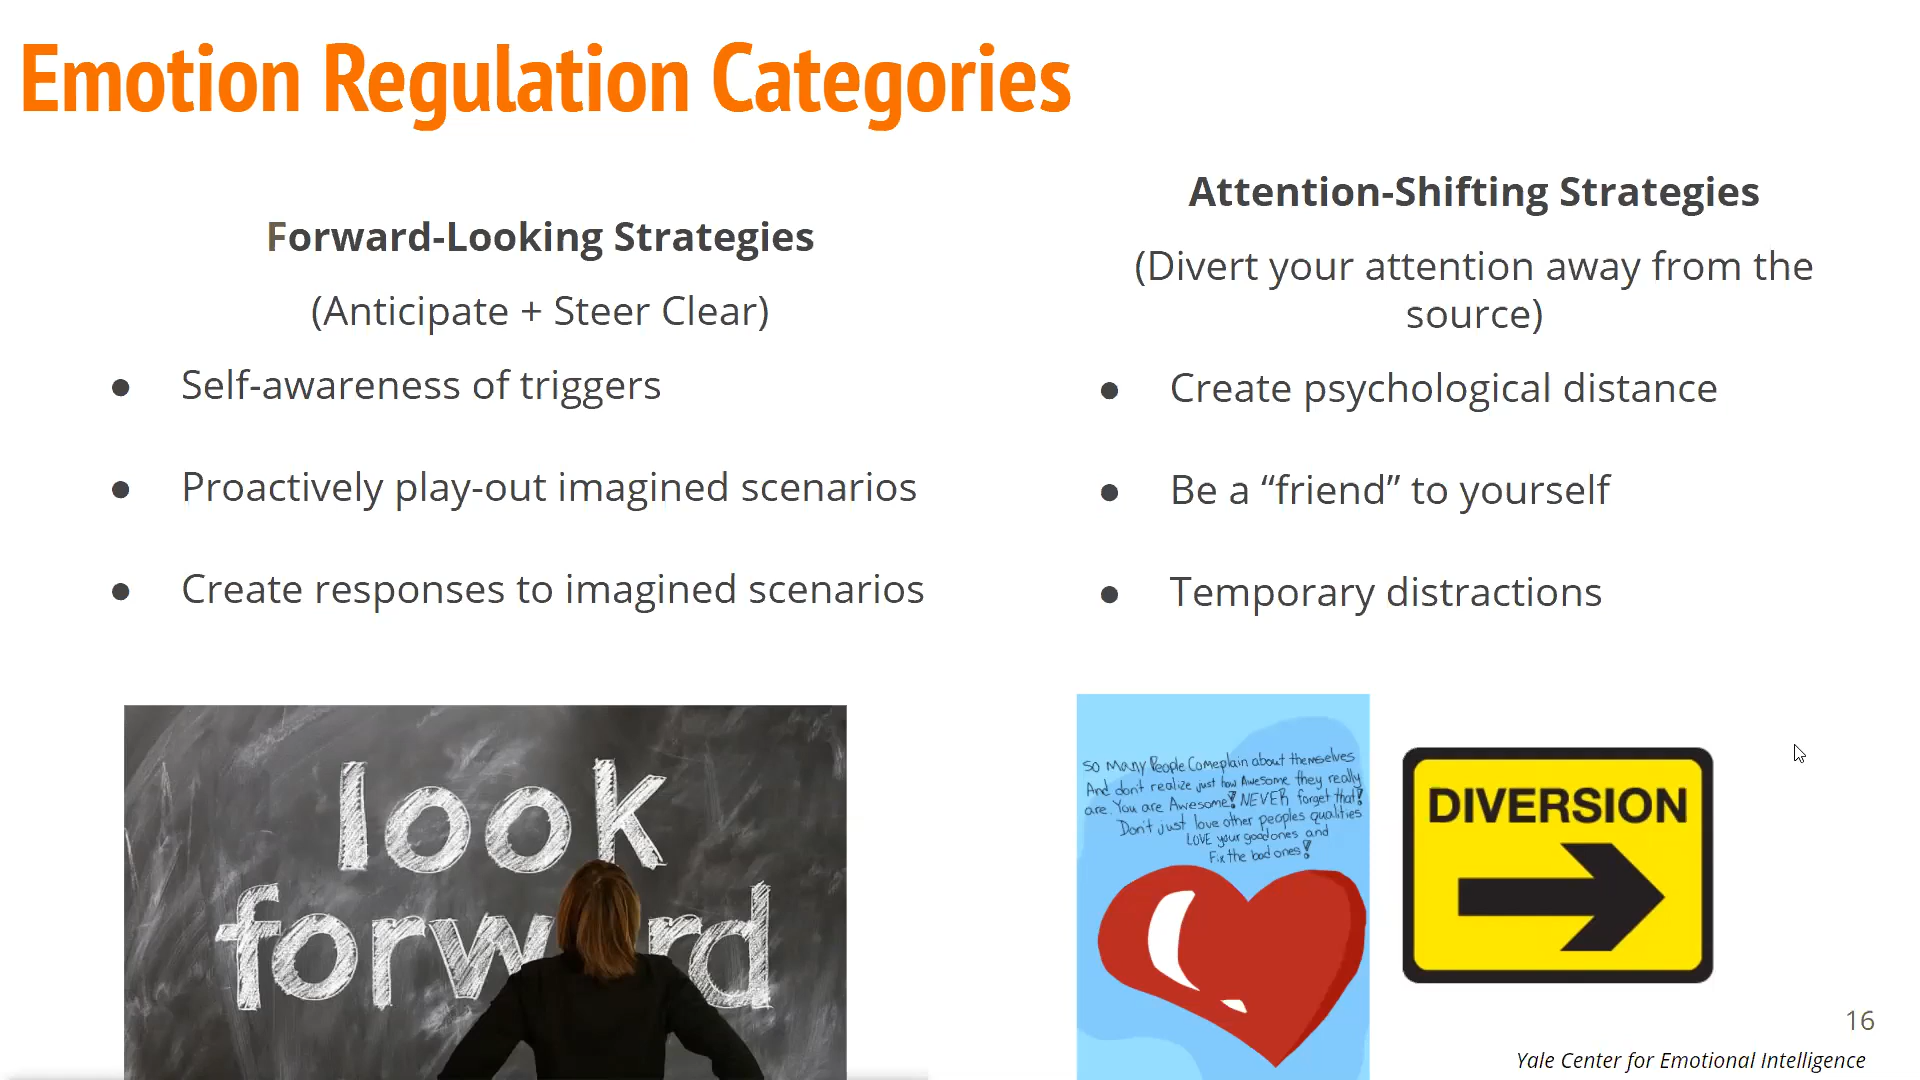 Emotion Regulation Categories
Forward-Looking Strategies
(Anticipate + Steer Clear)
● Self-awareness of triggers
● Proactively play-out imagined scenarios
● Create responses to imagined scenarios
look
forw rd
Attention-Shifting Strategies
(Divert your attention away from the
source)
● Create psychological distance
● Be a “friend” to yourself
● Temporary distractions
So Many People Comeplain about themselves
And dont realize just how Awesome they really
are. You are Awesome! NEVER forget that!
Don't just love other peoples qualities
LOVE your good ones and
Fix the bad ones!
DIVERSION
16
Yale Center for Emotional Intelligence